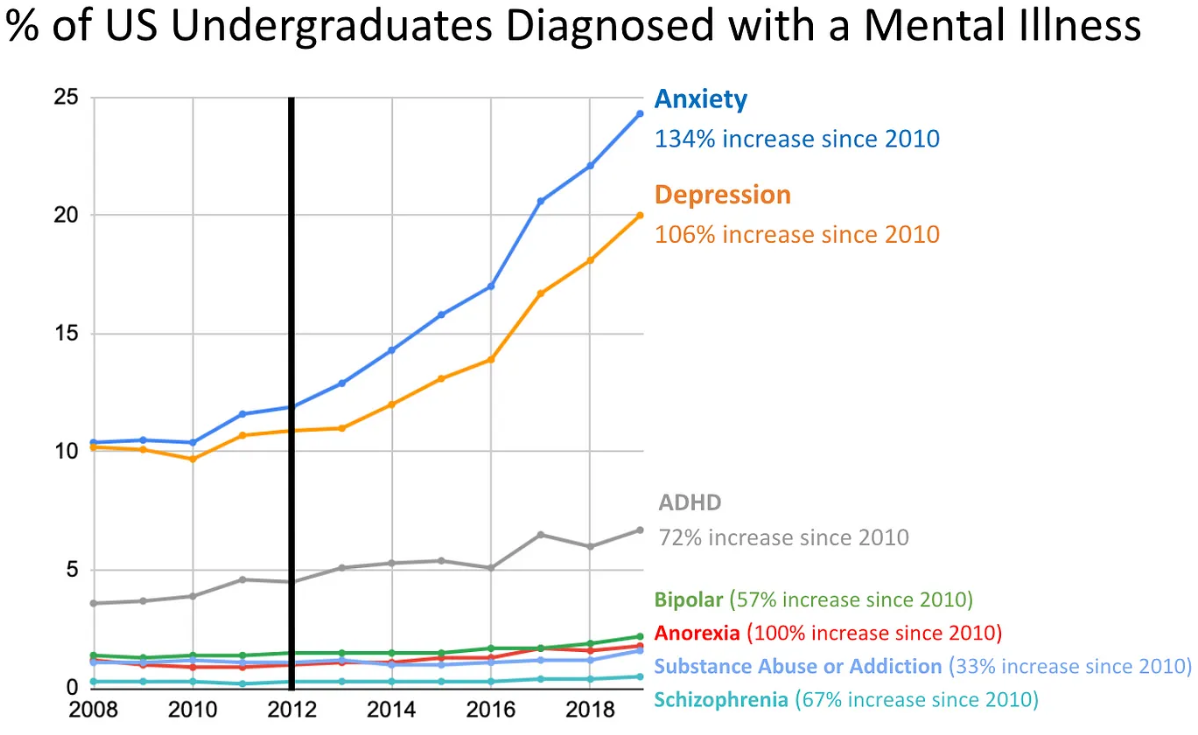 % of US Undergraduates Diagnosed with a Mental Illness
25
20
15
10
5
0
2008 2010 2012 2014 2016 2018
Anxiety
134% increase since 2010
Depression
106% increase since 2010
ADHD
72% increase since 2010
Bipolar (57% increase since 2010)
Anorexia (100% increase since 2010)
Substance Abuse or Addiction (33% increase since 2010)
Schizophrenia (67% increase since 2010)